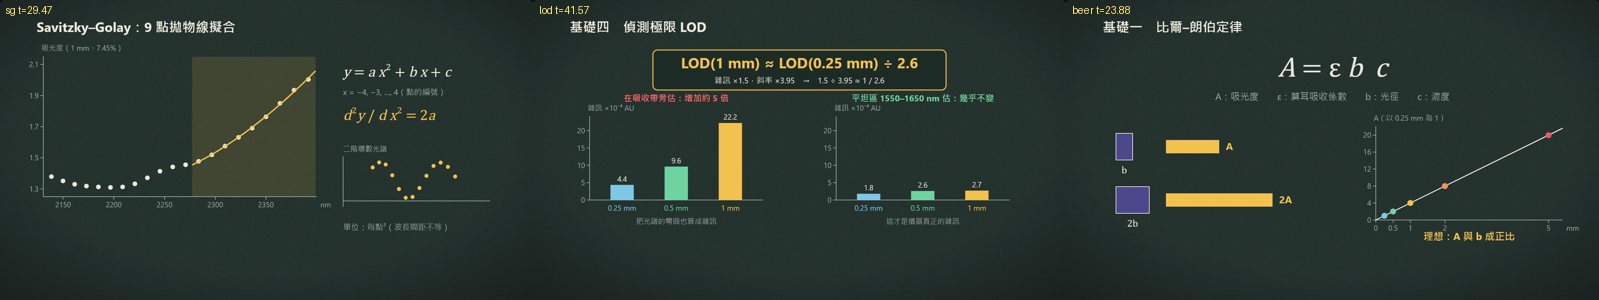 sg t=29.47
Savitzky–Golay：9 點拋物線擬合
吸光度（1 mm · 7.45%）
2.1
1.9
1.7
1.5
1.3
2150
2200
2250
2300
2350
nm
y = a x² + b x + c
x = −4, −3, ..., 4（點的編號）
d²y / d x² = 2a
二階導數光譜
單位：每點²（波長間距不等）
lod t=41.57
基礎四　偵測極限 LOD
LOD(1 mm) ≈ LOD(0.25 mm) ÷ 2.6
雜訊 ×1.5 · 斜率 ×3.95　→　1.5 ÷ 3.95 ≈ 1 / 2.6
在吸收帶旁估：增加約 5 倍
雜訊 ×10⁻⁴ AU
20
15
10
5
0
4.4
9.6
22.2
0.25 mm
0.5 mm
1 mm
把光譜的彎曲也算成雜訊
平坦區 1550–1650 nm 估：幾乎不變
雜訊 ×10⁻⁴ AU
20
15
10
5
0
1.8
2.6
2.7
0.25 mm
0.5 mm
1 mm
這才是儀器真正的雜訊
beer t=23.88
基礎一　比爾–朗伯定律
A = ε b c
A：吸光度　ε：莫耳吸收係數　b：光徑　c：濃度
b
A
2b
2A
A（以 0.25 mm 為 1）
20
16
12
8
4
0
0
0.5
1
2
5
mm
理想：A 與 b 成正比